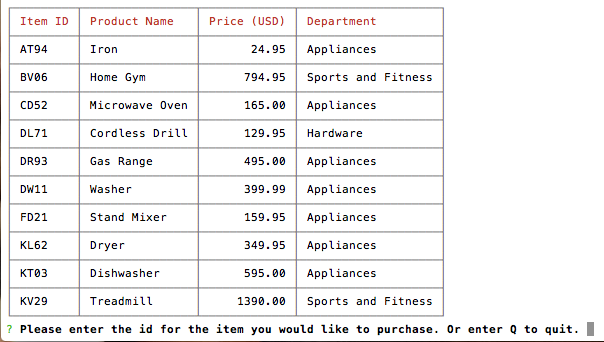 Item ID Product Name Price (USD) Department
AT94 Iron 24.95 Appliances
BV06 Home Gym 794.95 Sports and Fitness
CD52 Microwave Oven 165.00 Appliances
DL71 Cordless Drill 129.95 Hardware
DR93 Gas Range 495.00 Appliances
DW11 Washer 399.99 Appliances
FD21 Stand Mixer 159.95 Appliances
KL62 Dryer 349.95 Appliances
KT03 Dishwasher 595.00 Appliances
KV29 Treadmill 1390.00 Sports and Fitness
? Please enter the id for the item you would like to purchase. Or enter Q to quit.